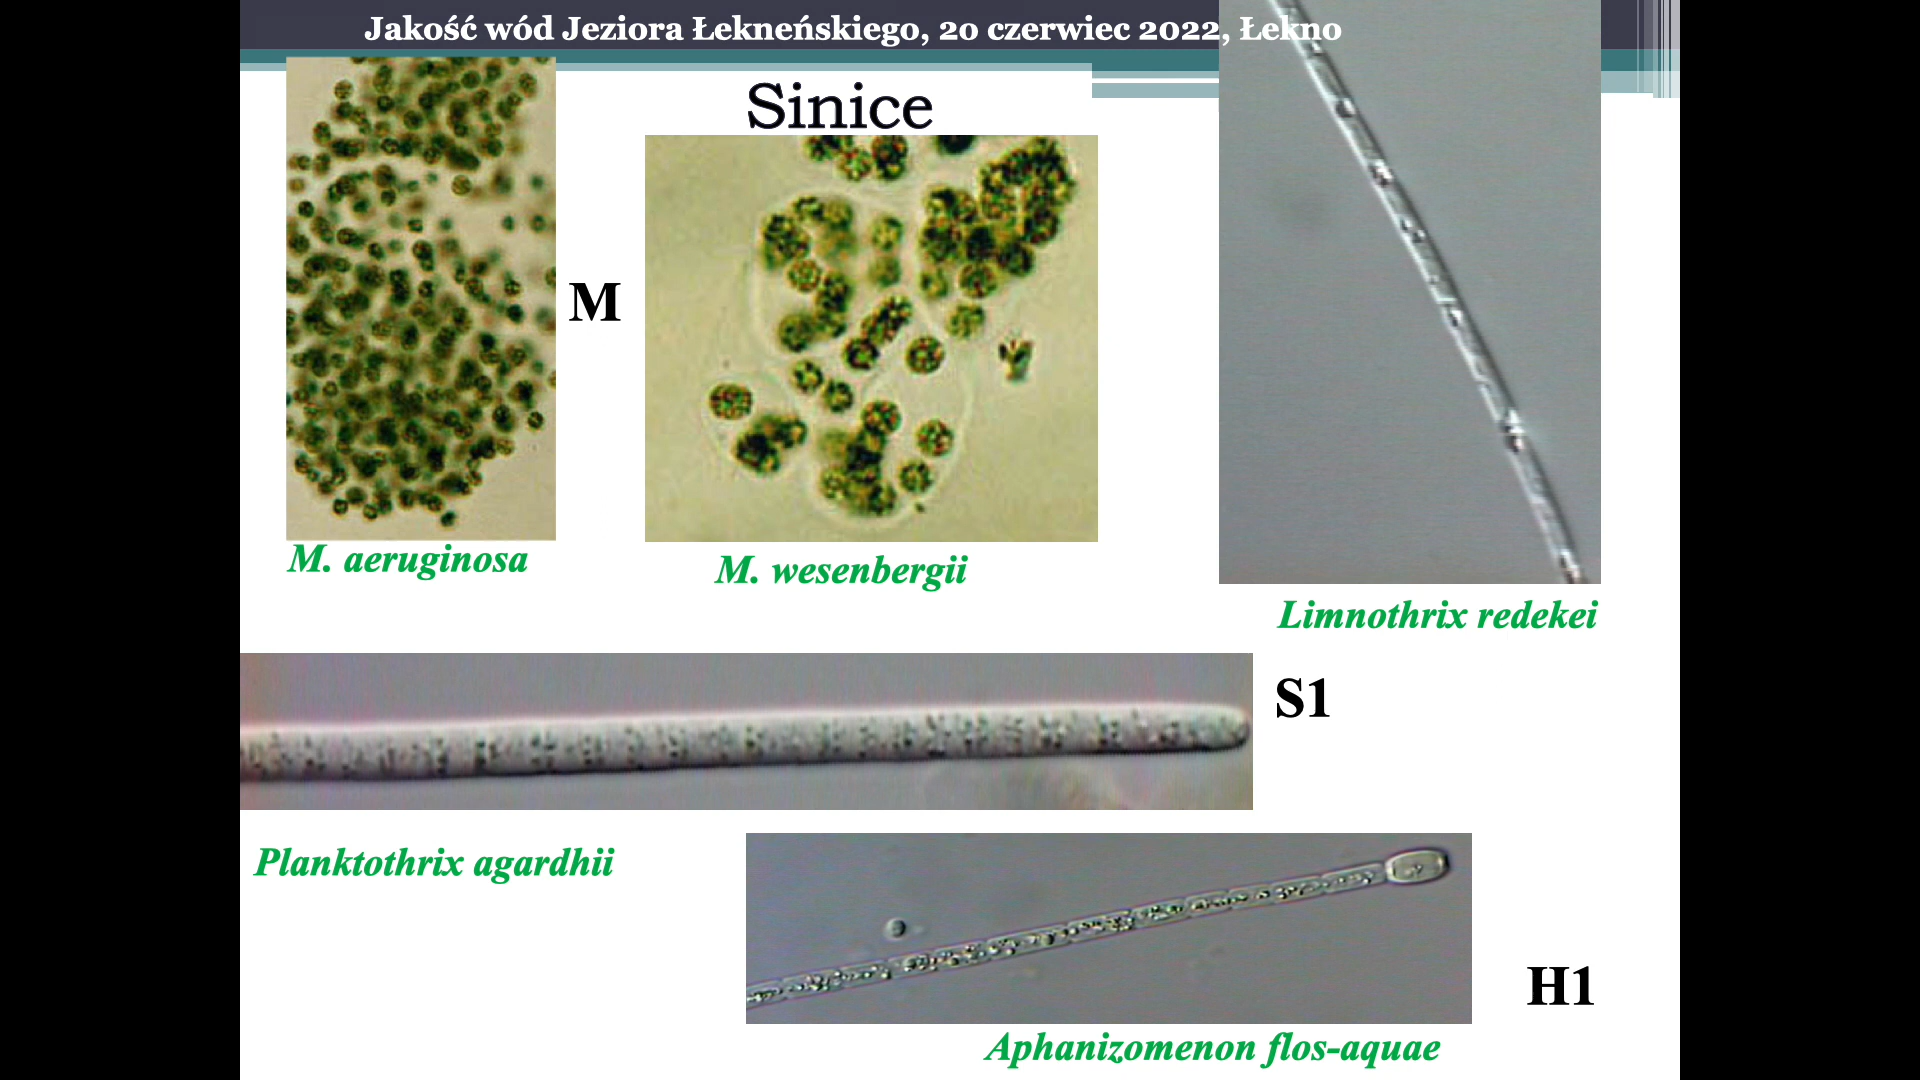 Jakość wód Jeziora Łekneńskiego, 20 czerwiec 2022, Łekno
Sinice
M
M. aeruginosa
M. wesenbergii
Limnothrix redekei
S1
Planktothrix agardhii
H1
Aphanizomenon flos-aquae